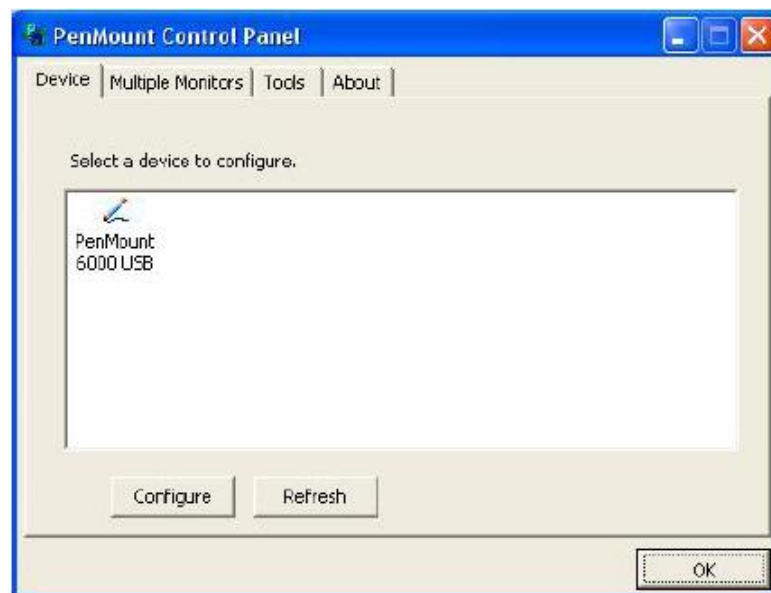 PenMount Control Panel
Device Multiple Monitors Tools About
Select a device to configure.
PenMount
6000 USB
Configure Refresh
OK